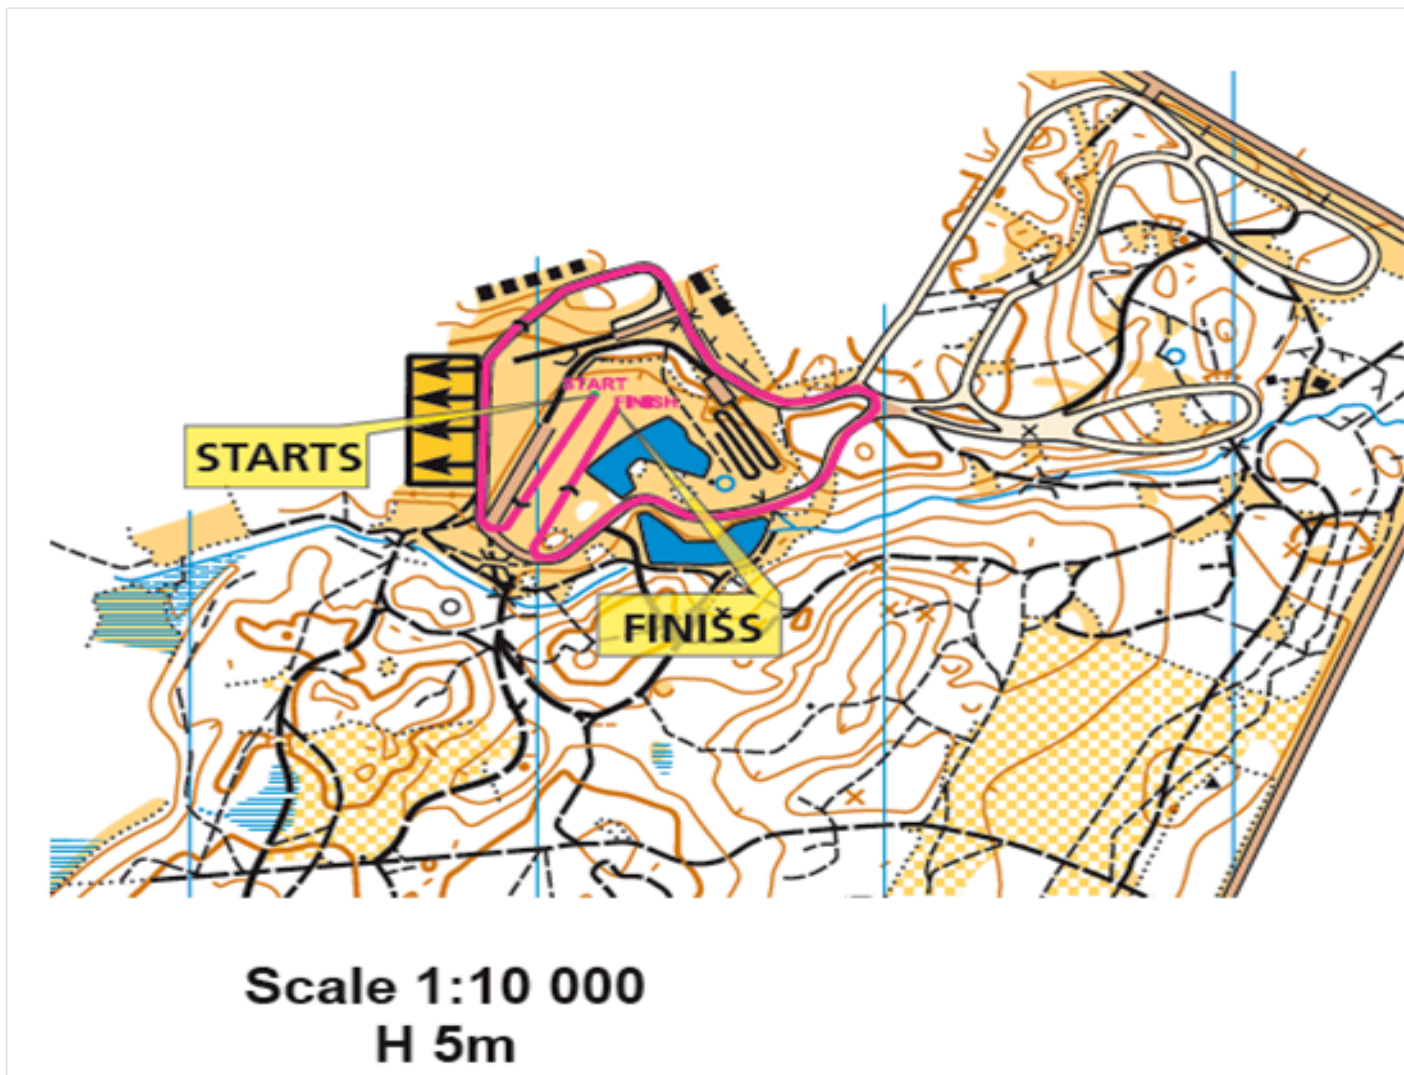 START
FINISH
STARTS
FINIŠS
Scale 1:10 000
H 5m